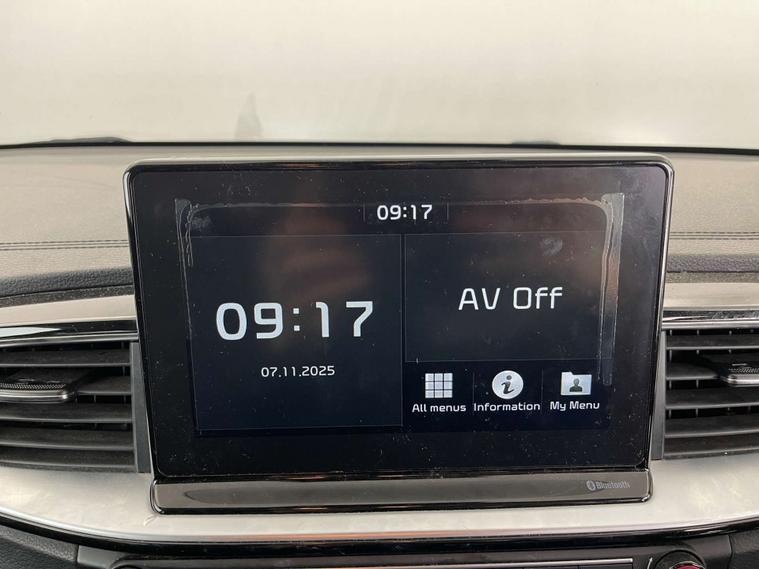 09:17
09:17
07.11.2025
AV Off
All menus Information My Menu
Bluetooth